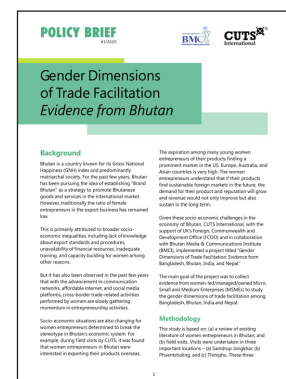 POLICY BRIEF
#1/2020
BMCI
CUTS®
International
Gender Dimensions
of Trade Facilitation
Evidence from Bhutan
Background
Bhutan is a country known for its Gross National
Happiness (GNH) index and predominantly
matriarchal society. For the past few years, Bhutan
has been pursuing the idea of establishing "Brand
Bhutan" as a strategy to promote Bhutanese
goods and services in the international market.
However, traditionally the ratio of female
entrepreneurs in the export business has remained
low.
This is primarily attributed to broader socio-
economic inequalities, including lack of knowledge
about export standards and procedures,
unavailability of financial resources, inadequate
training, and capacity building for women among
other reasons.
But it has also been observed in the past few years
that with the advancement in communication
networks, affordable internet, and social media
platforms, cross-border trade-related activities
performed by women are slowly gathering
momentum in entrepreneurship activities.
Socio-economic situations are also changing for
women entrepreneurs determined to break the
stereotype in Bhutan's economic system. For
example, during field visits by CUTS, it was found
that women entrepreneurs in Bhutan were
interested in exporting their products overseas.
The aspiration among many young women
entrepreneurs of their products finding a
prominent market in the US, Europe, Australia, and
Asian countries is very high. The women
entrepreneurs understand that if their products
find sustainable foreign markets in the future, the
demand for their product and reputation will grow
and revenue would not only improve but also
sustain in the long term.
Given these socio-economic challenges in the
economy of Bhutan, CUTS International, with the
support of UK's Foreign, Commonwealth and
Development Office (FCDO) and in collaboration
with Bhutan Media & Communications Institute
(BMCI), implemented a project titled "Gender
Dimensions of Trade Facilitation: Evidence from
Bangladesh, Bhutan, India, and Nepal."
The main goal of the project was to collect
evidence from women-led/managed/owned Micro,
Small and Medium Enterprises (MSMEs) to study
the gender dimensions of trade facilitation among
Bangladesh, Bhutan, India and Nepal.
Methodology
This study is based on: (a) a review of existing
literature of women entrepreneurs in Bhutan; and
(b) field visits. Visits were undertaken in three
important locations – (a) Samdrup Jongkhar, (b)
Phuentsholing, and (c) Thimphu. These three
1